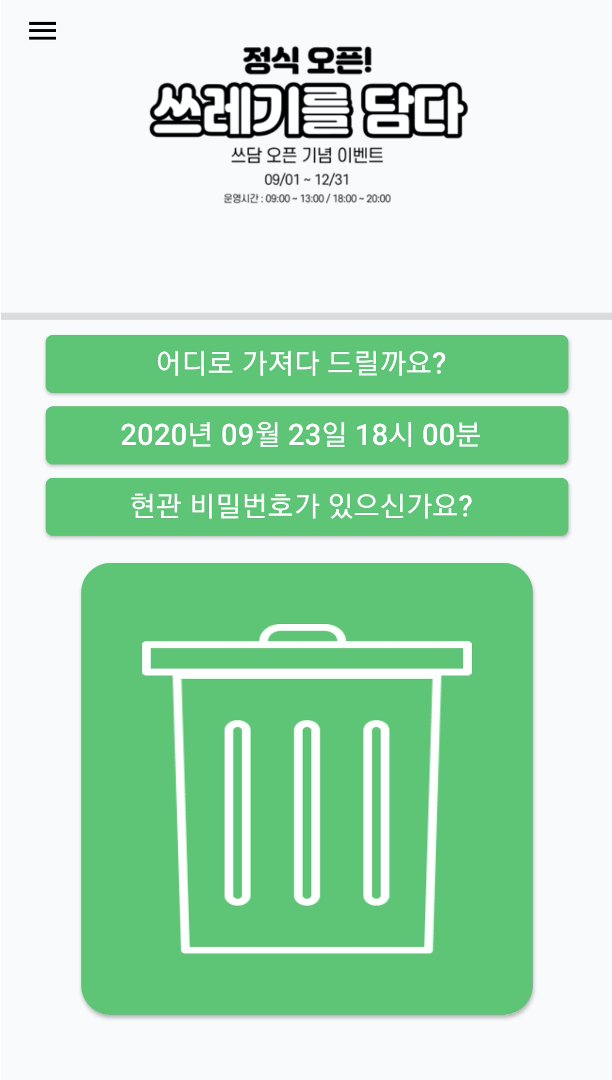 정식 오픈!
쓰레기를 담다
쓰담 오픈 기념 이벤트
09/01 ~ 12/31
운영시간 : 09:00 ~ 13:00 / 18:00 ~ 20:00
어디로 가져다 드릴까요?
2020년 09월 23일 18시 00분
현관 비밀번호가 있으신가요?